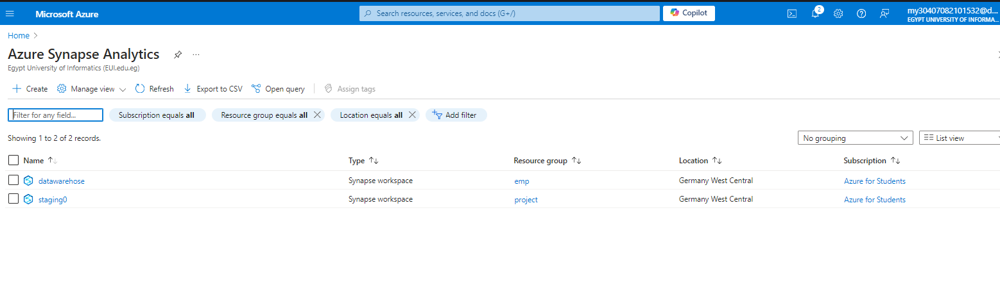 Microsoft Azure
Search resources, services, and docs (G+/)
Copilot
2
my30407082101532@d...
EGYPT UNIVERSITY OF INFORMA...
Home
Azure Synapse Analytics
...
Egypt University of Informatics (EUI.edu.eg)
Create
Manage view
Refresh
Export to CSV
Open query
Assign tags
Filter for any field...
Subscription equals all
Resource group equals all
Location equals all
Add filter
Showing 1 to 2 of 2 records.
No grouping
List view
Name
Type
Resource group
Location
Subscription
datawarehose
Synapse workspace
emp
Germany West Central
Azure for Students
staging0
Synapse workspace
project
Germany West Central
Azure for Students